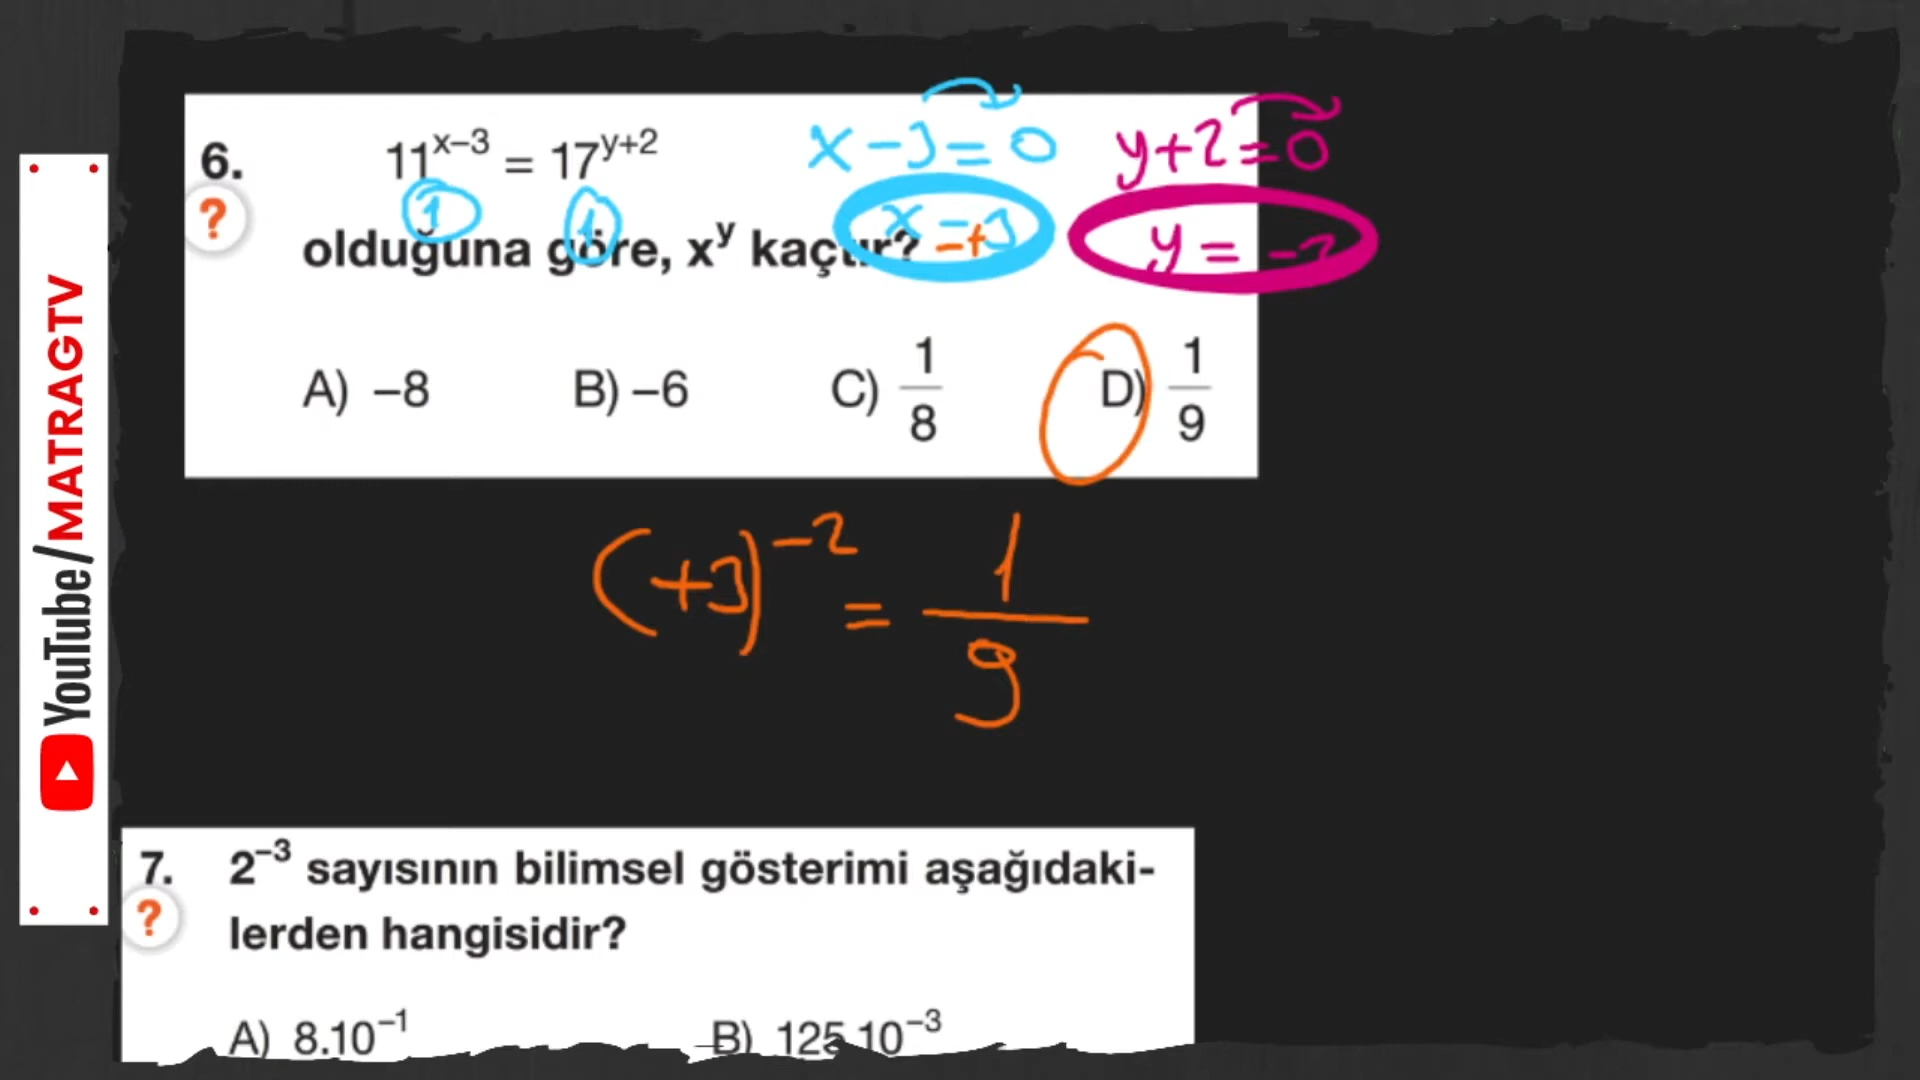 6. 11^(x–3) = 17^(y+2)
?
olduğuna göre, x^y kaçtır?
1
1
x – 3 = 0
x = +3
y + 2 = 0
y = –2
A) –8 B) –6 C) 1/8 D) 1/9
(+3)^–2 = 1/9
7. 2^–3 sayısının bilimsel gösterimi aşağıdaki-
?
lerden hangisidir?
A) 8.10^–1 B) 125.10^–3
YouTube/MATRAGTV